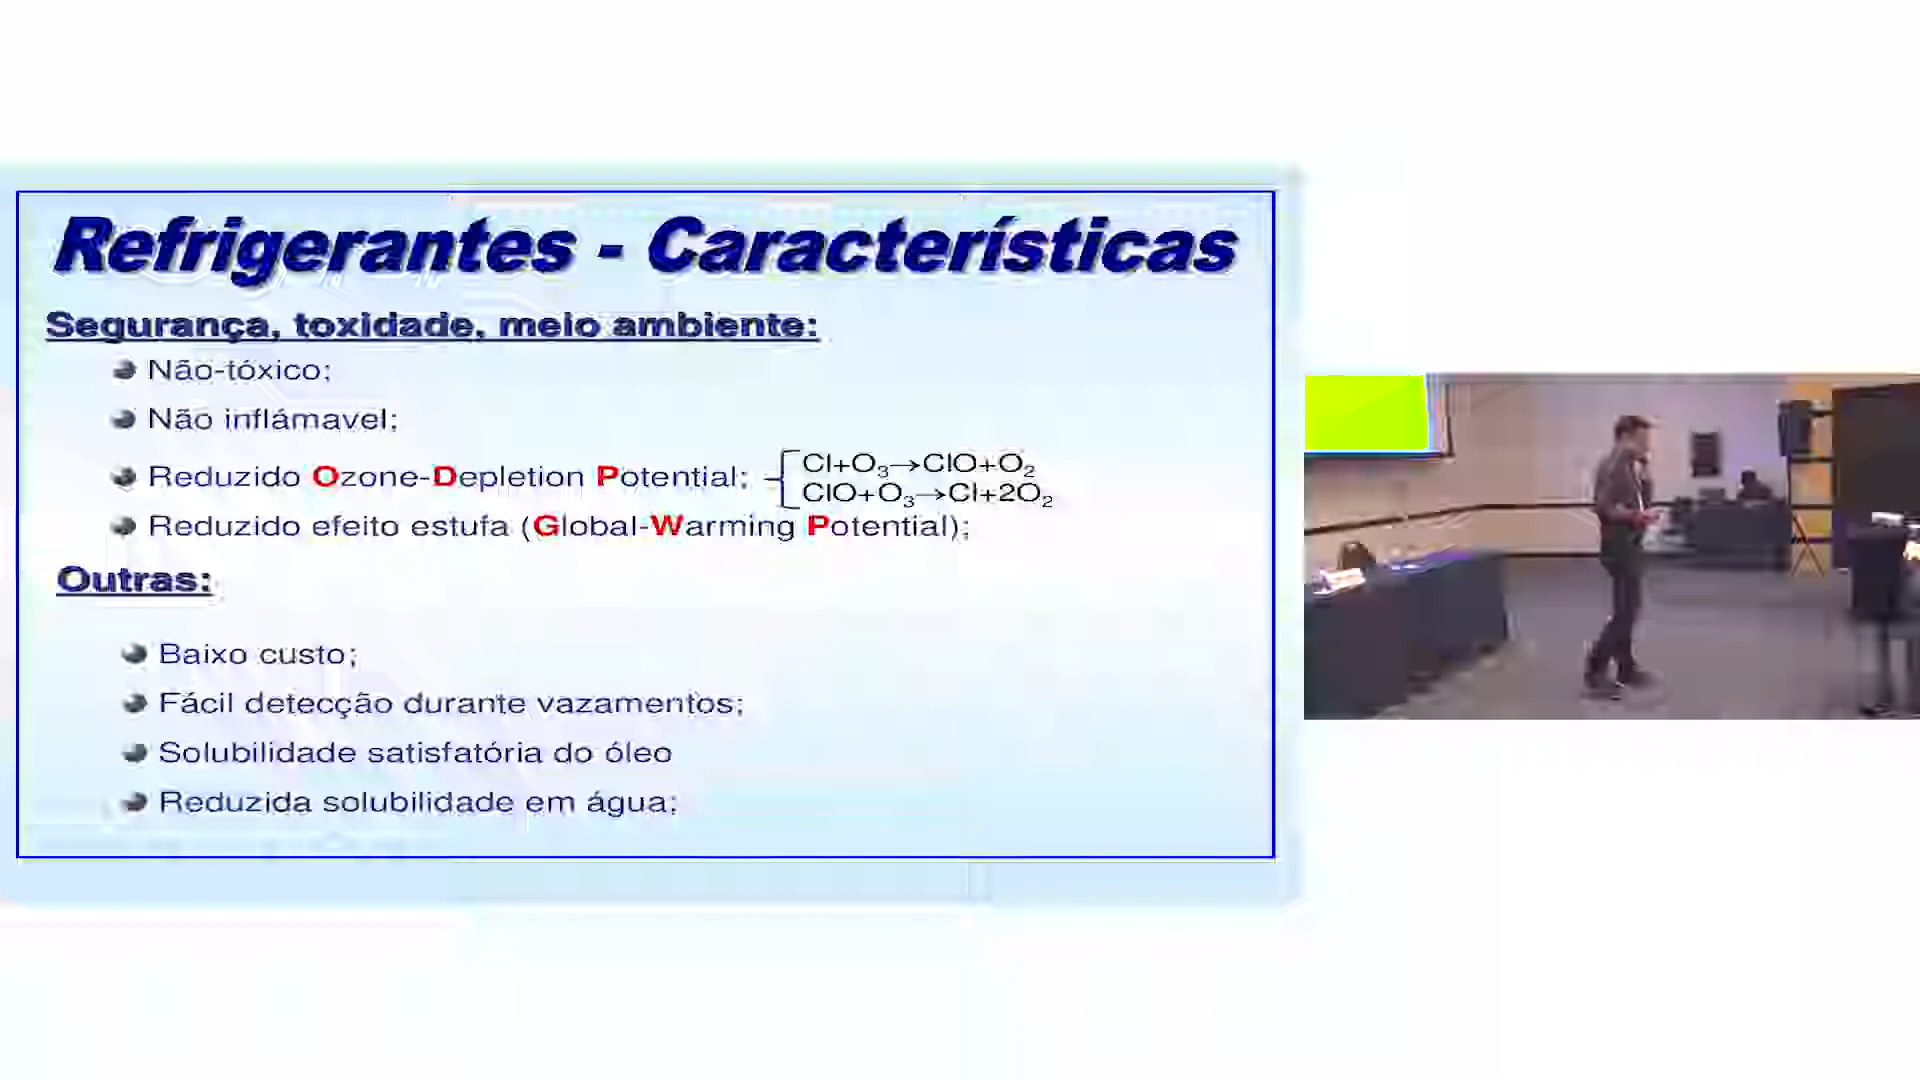 Refrigerantes - Características
Segurança, toxidade, meio ambiente:
Não-tóxico;
Não inflámavel;
Reduzido Ozone-Depletion Potential;
Cl+O₃→ClO+O₂
ClO+O₃→Cl+2O₂
Reduzido efeito estufa (Global-Warming Potential);
Outras:
Baixo custo;
Fácil detecção durante vazamentos;
Solubilidade satisfatória do óleo
Reduzida solubilidade em água;